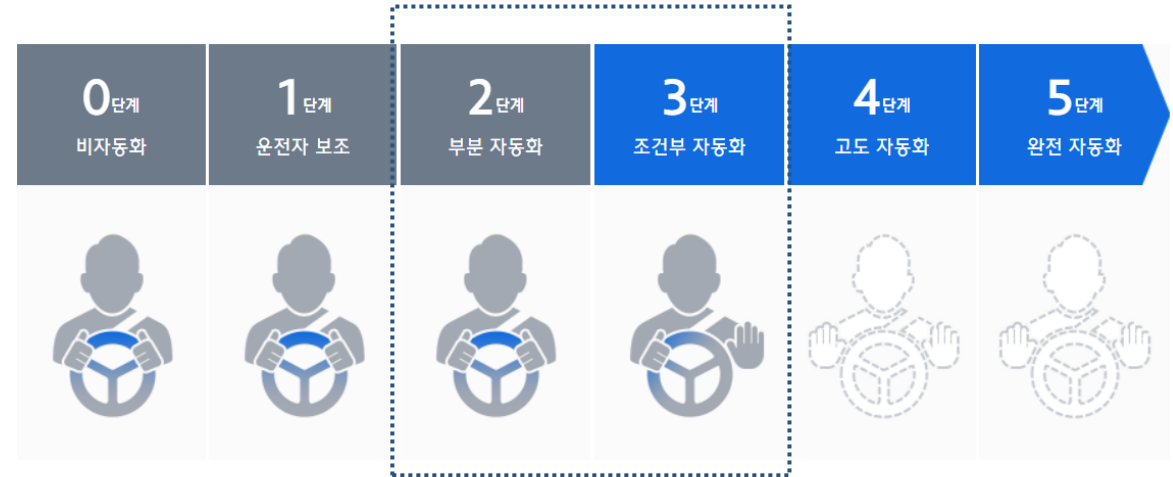 0단계
비자동화
1단계
운전자 보조
2단계
부분 자동화
3단계
조건부 자동화
4단계
고도 자동화
5단계
완전 자동화